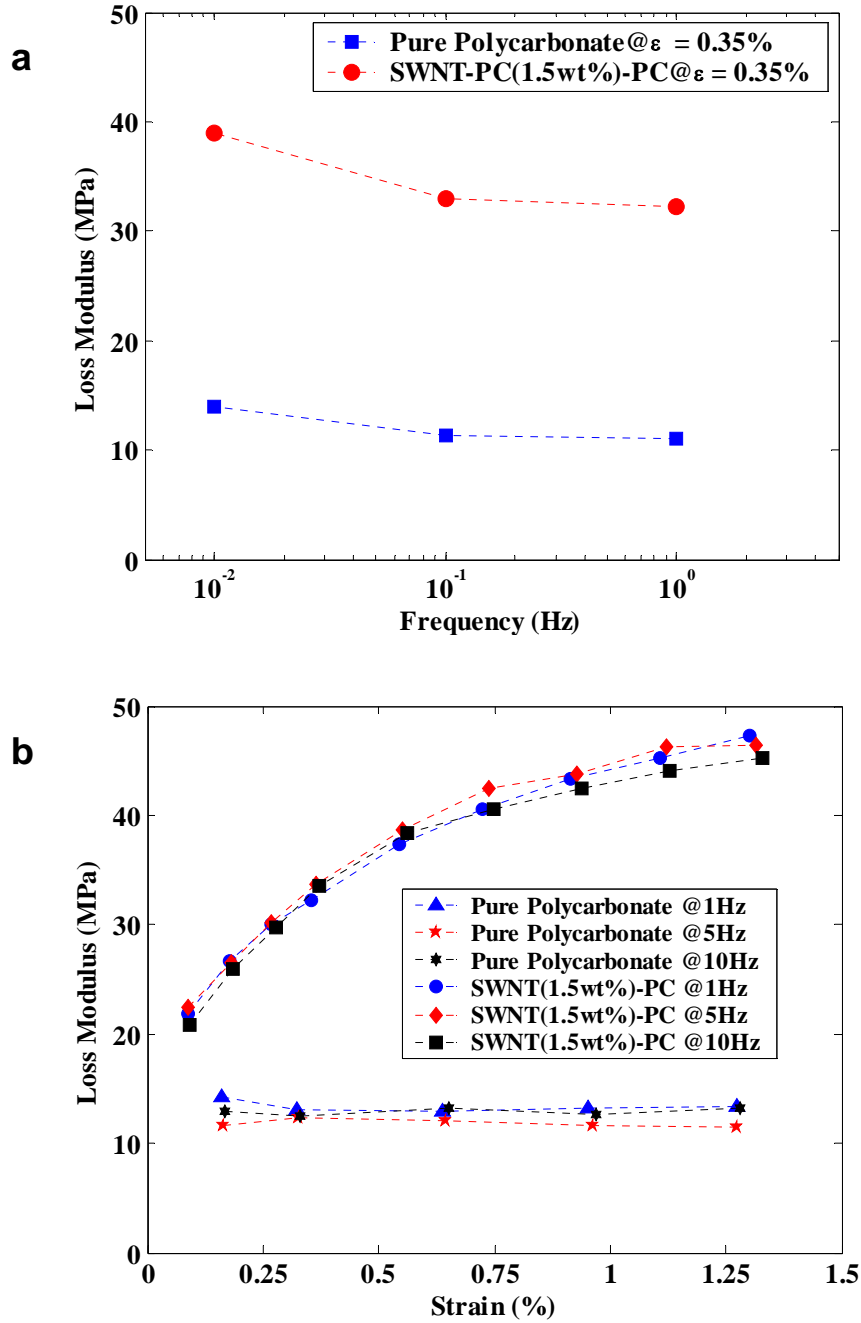 a
50
40
30
20
10
0
Loss Modulus (MPa)
Pure Polycarbonate@ε = 0.35%
SWNT-PC(1.5wt%)-PC@ε = 0.35%
10⁻² 10⁻¹ 10⁰
Frequency (Hz)
b
50
40
30
20
10
0
Loss Modulus (MPa)
Pure Polycarbonate @1Hz
Pure Polycarbonate @5Hz
Pure Polycarbonate @10Hz
SWNT(1.5wt%)-PC @1Hz
SWNT(1.5wt%)-PC @5Hz
SWNT(1.5wt%)-PC @10Hz
0 0.25 0.5 0.75 1 1.25 1.5
Strain (%)